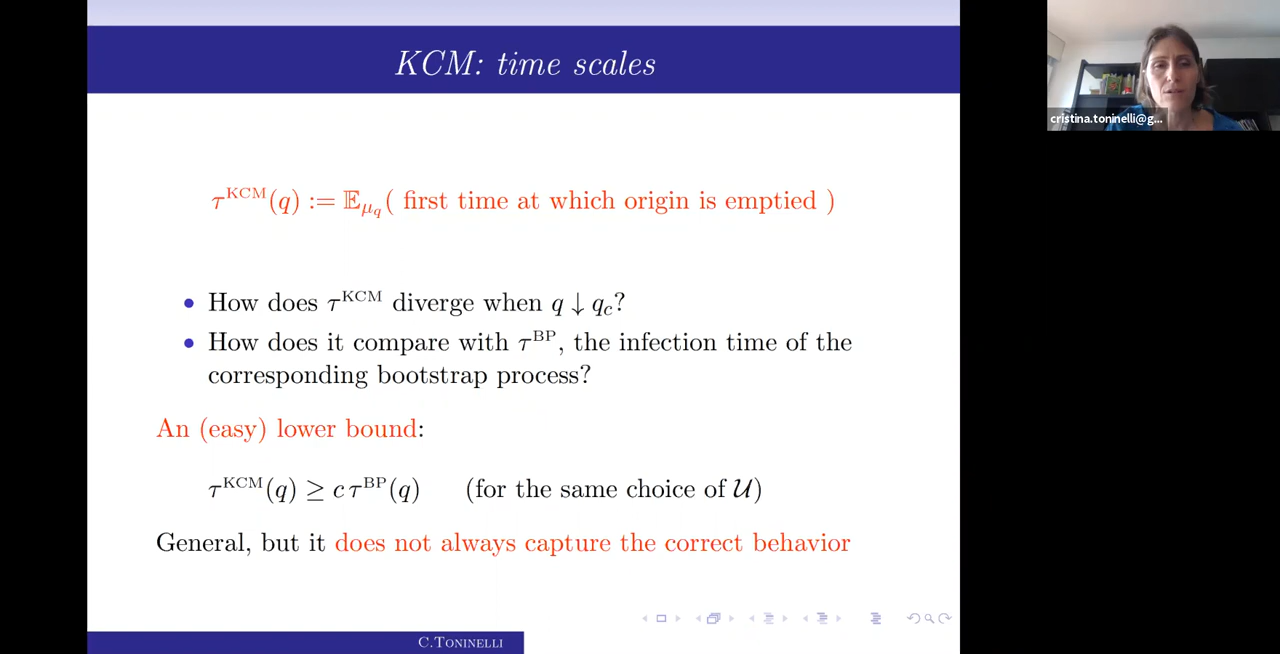 KCM: time scales
cristina.toninelli@g...
τ^KCM(q) := 𝔼_{μ_q}( first time at which origin is emptied )
• How does τ^KCM diverge when q ↓ q_c?
• How does it compare with τ^BP, the infection time of the
corresponding bootstrap process?
An (easy) lower bound:
τ^KCM(q) ≥ c τ^BP(q) (for the same choice of 𝒰)
General, but it does not always capture the correct behavior
C.TONINELLI